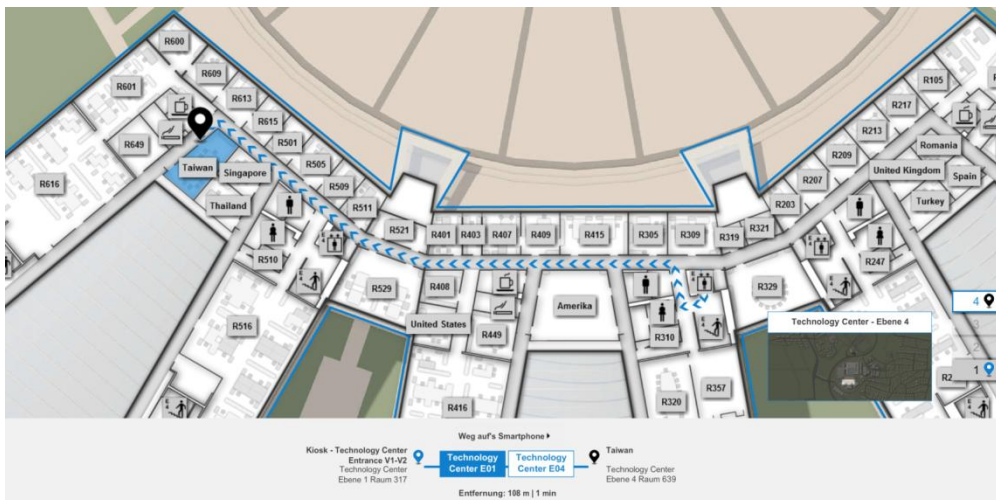 R600
R609
R601
R613
R615
R501
R649
R505
Taiwan
Singapore
R509
R616
Thailand
R511
R521
R510
R516
R529
R401
R403
R407
R409
R415
R305
R309
R319
R321
R408
United States
R449
R416
Amerika
R310
R320
R357
R329
R203
R207
R209
R213
R217
R105
Romania
United Kingdom
Spain
Turkey
R247
4
3
2
1
Technology Center - Ebene 4
Weg auf's Smartphone
Kiosk - Technology Center
Entrance V1-V2
Technology Center
Ebene 1 Raum 317
Technology
Center E01
Technology
Center E04
Taiwan
Technology Center
Ebene 4 Raum 639
Entfernung: 108 m | 1 min